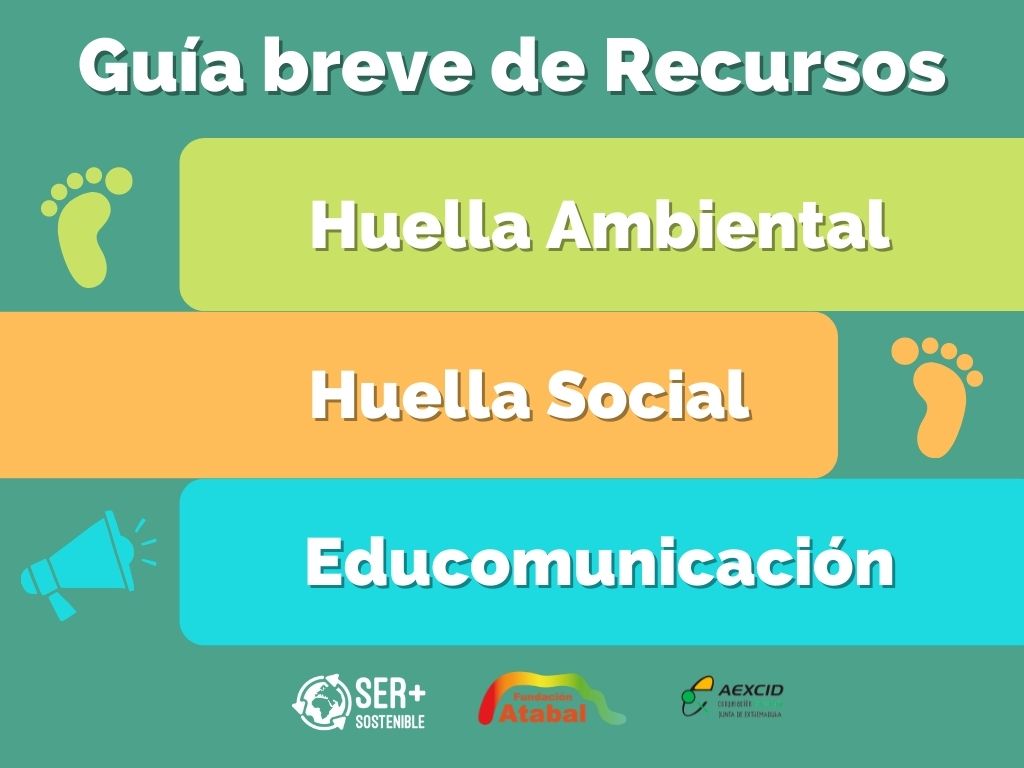 Guía breve de Recursos
Huella Ambiental
Huella Social
Educomunicación
SER+
SOSTENIBLE
Fundación
Atabal
AEXCID
JUNTA DE EXTREMADURA